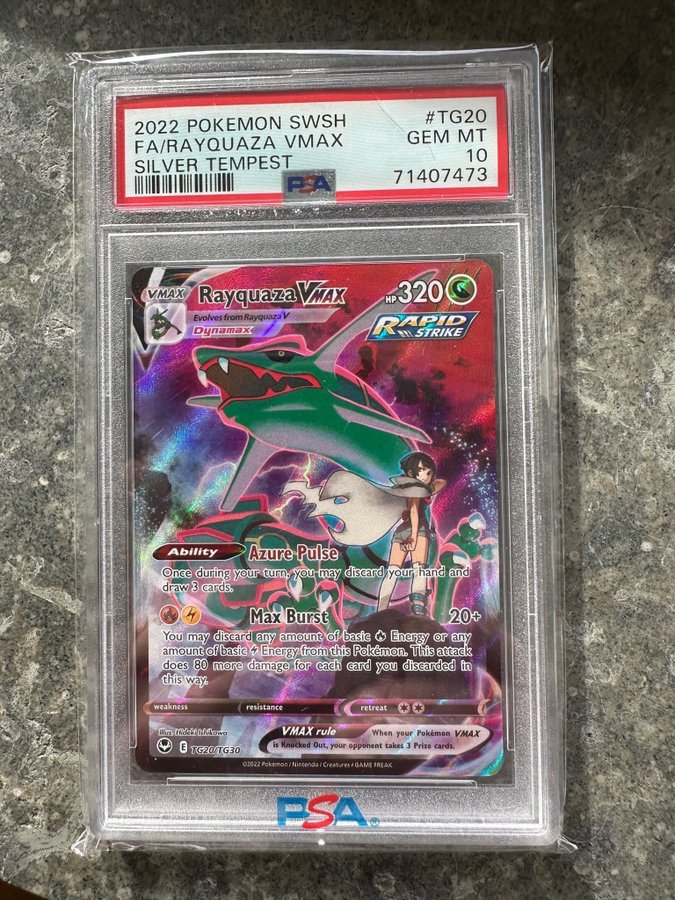 2022 POKEMON SWSH #TG20
FA/RAYQUAZA VMAX GEM MT
SILVER TEMPEST 10
PSA 71407473
VMAX Rayquaza VMAX HP 320
Evolves from Rayquaza V
Dynamax
RAPID
STRIKE
Ability Azure Pulse
Once during your turn, you may discard your hand and
draw 3 cards.
Max Burst 20+
You may discard any amount of basic Energy or any
amount of basic Energy from this Pokémon. This attack
does 80 more damage for each card you discarded in
this way.
weakness resistance retreat
Illus. Hideki Ishikawa
E TG20/TG30
VMAX rule When your Pokémon VMAX
is Knocked Out, your opponent takes 3 Prize cards.
©2022 Pokémon / Nintendo / Creatures / GAME FREAK
PSA